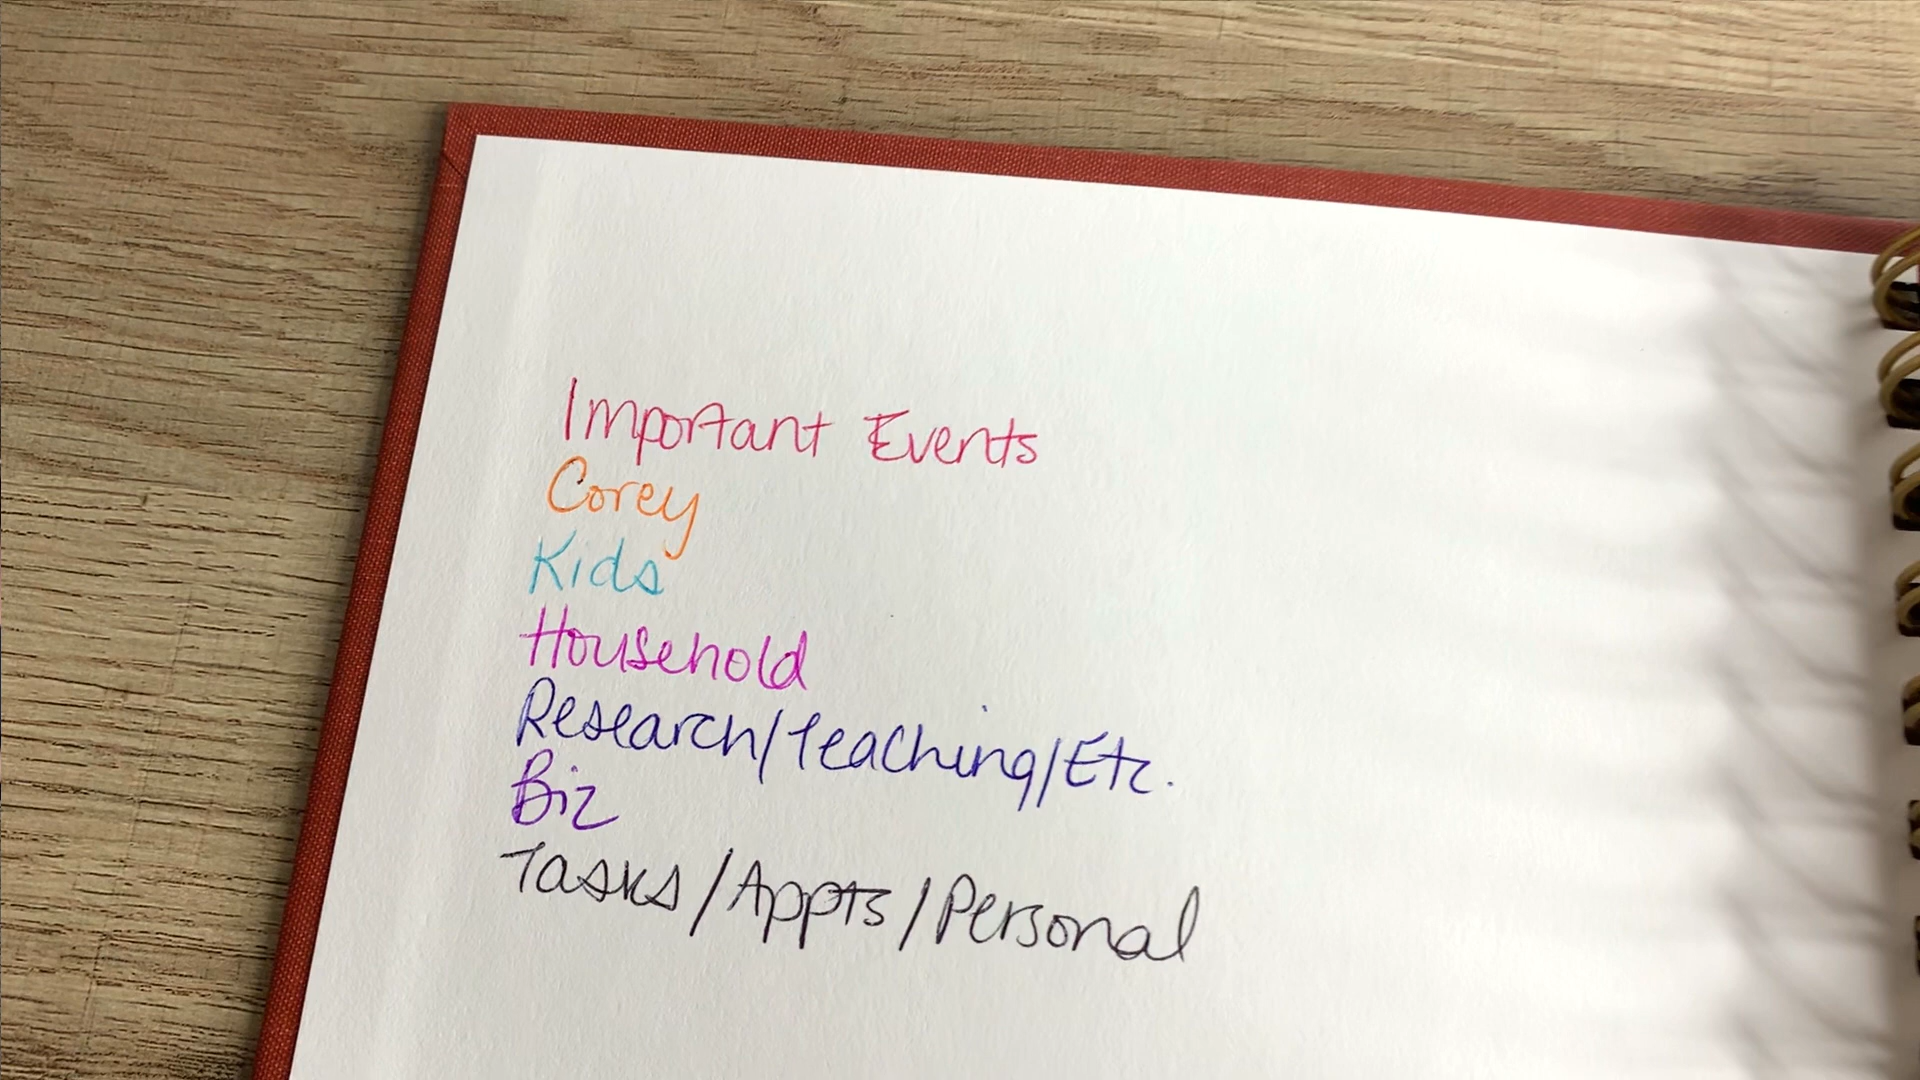 Important Events
Corey
Kids
Household
Research/Teaching/Etc.
Biz
Tasks/Appts/Personal